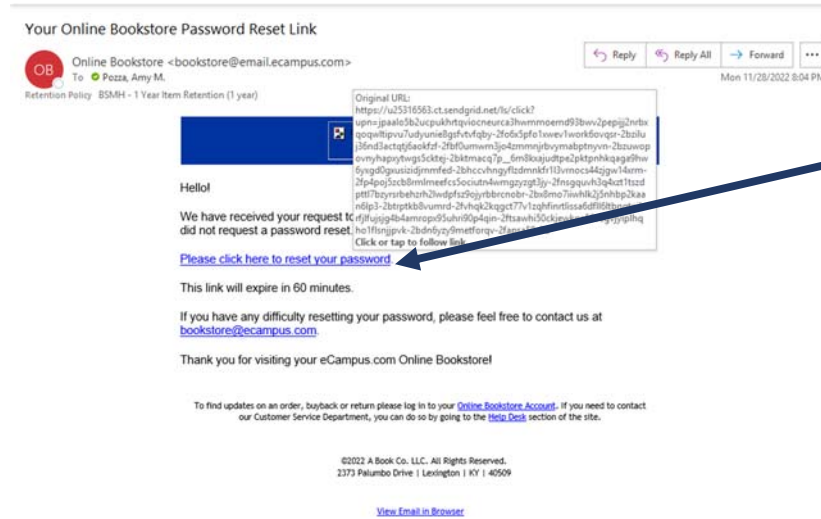 Your Online Bookstore Password Reset Link
OB
Online Bookstore <bookstore@email.ecampus.com>
To Pozza, Amy M.
Retention Policy BSMH - 1 Year Item Retention (1 year)
Reply Reply All Forward ...
Mon 11/28/2022 8:04 PM
Original URL:
https://u25316563.ct.sendgrid.net/ls/click?
Click or tap to follow link.
Hello!
We have received your request to
did not request a password reset,
Please click here to reset your password.
This link will expire in 60 minutes.
If you have any difficulty resetting your password, please feel free to contact us at
bookstore@ecampus.com.
Thank you for visiting your eCampus.com Online Bookstore!
To find updates on an order, buyback or return please log in to your Online Bookstore Account. If you need to contact
our Customer Service Department, you can do so by going to the Help Desk section of the site.
©2022 A Book Co. LLC. All Rights Reserved.
2373 Palumbo Drive | Lexington | KY | 40509
View Email in Browser